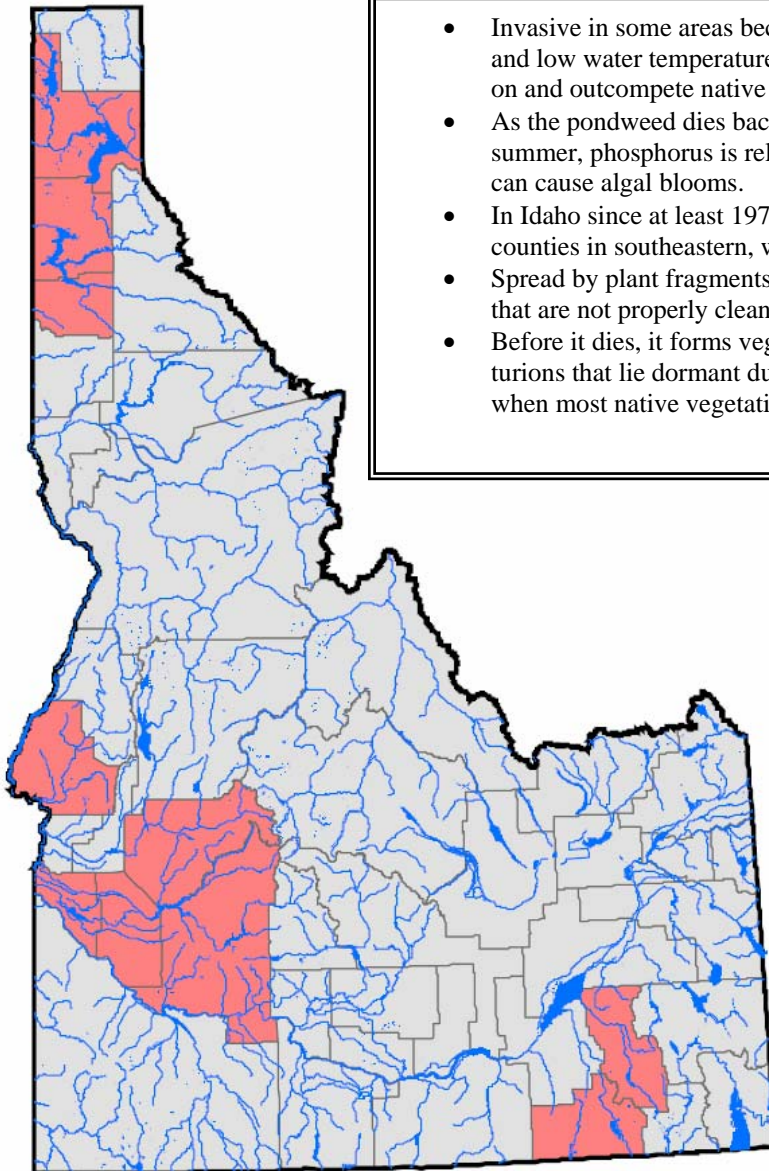 • Invasive in some areas bec
and low water temperature
on and outcompete native
• As the pondweed dies bac
summer, phosphorus is rel
can cause algal blooms.
• In Idaho since at least 197
counties in southeastern, v
• Spread by plant fragments
that are not properly clean
• Before it dies, it forms veg
turions that lie dormant du
when most native vegetati